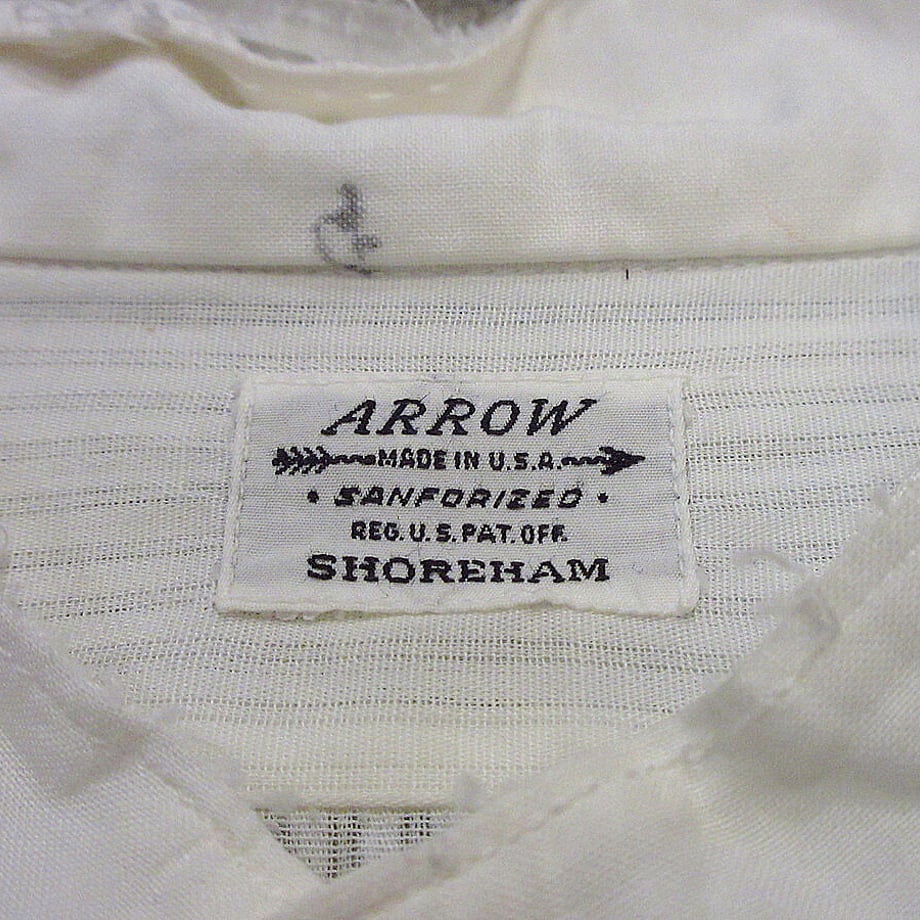 ARROW
MADE IN U.S.A.
• SANFORIZED •
REG. U.S. PAT. OFF.
SHOREHAM